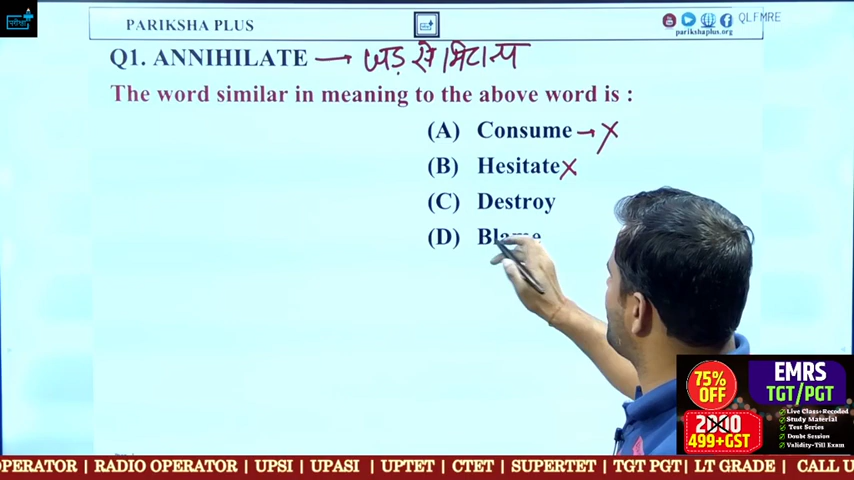 परीक्षा
PARIKSHA PLUS
parikshaplus.org
QLFMRE
Q1. ANNIHILATE → जड़ से मिटाना
The word similar in meaning to the above word is :
(A) Consume → X
(B) Hesitate X
(C) Destroy
(D) Blame
75%
OFF
EMRS
TGT/PGT
2000
499+GST
Live Class+Recoded
Study Material
Test Series
Doubt Session
Validity-Till Exam
OPERATOR | RADIO OPERATOR | UPSI | UPASI | UPTET | CTET | SUPERTET | TGT PGT| LT GRADE | CALL U